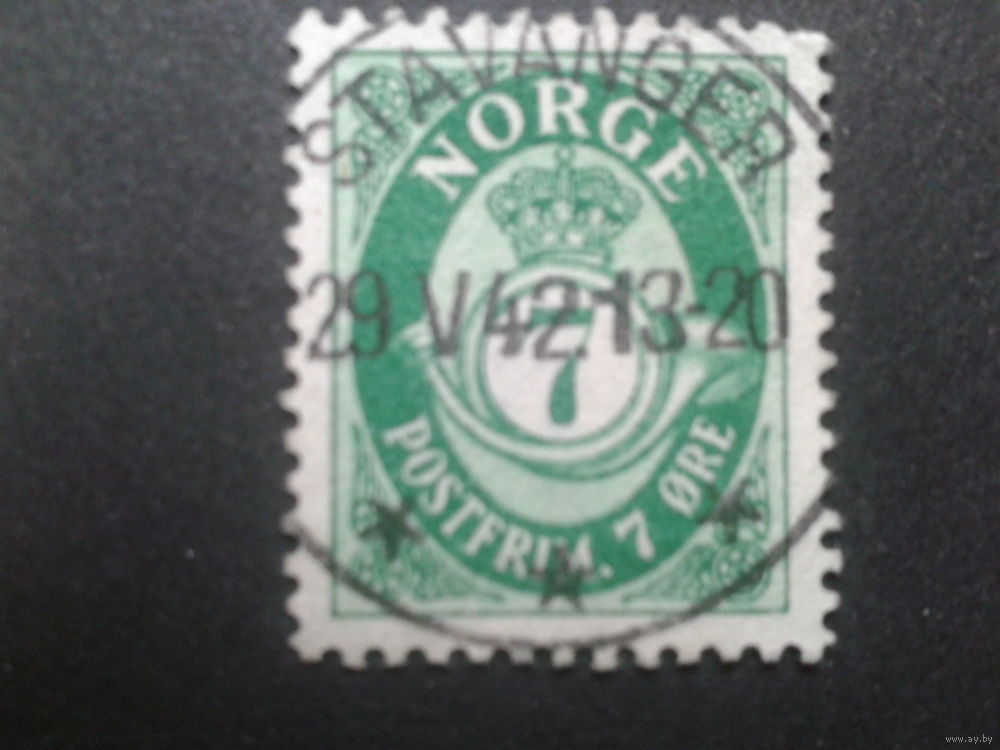 STAVANGER
NORGE
29 V 42.13-20
7
POSTFRIM. 7 ØRE
www.ay.by